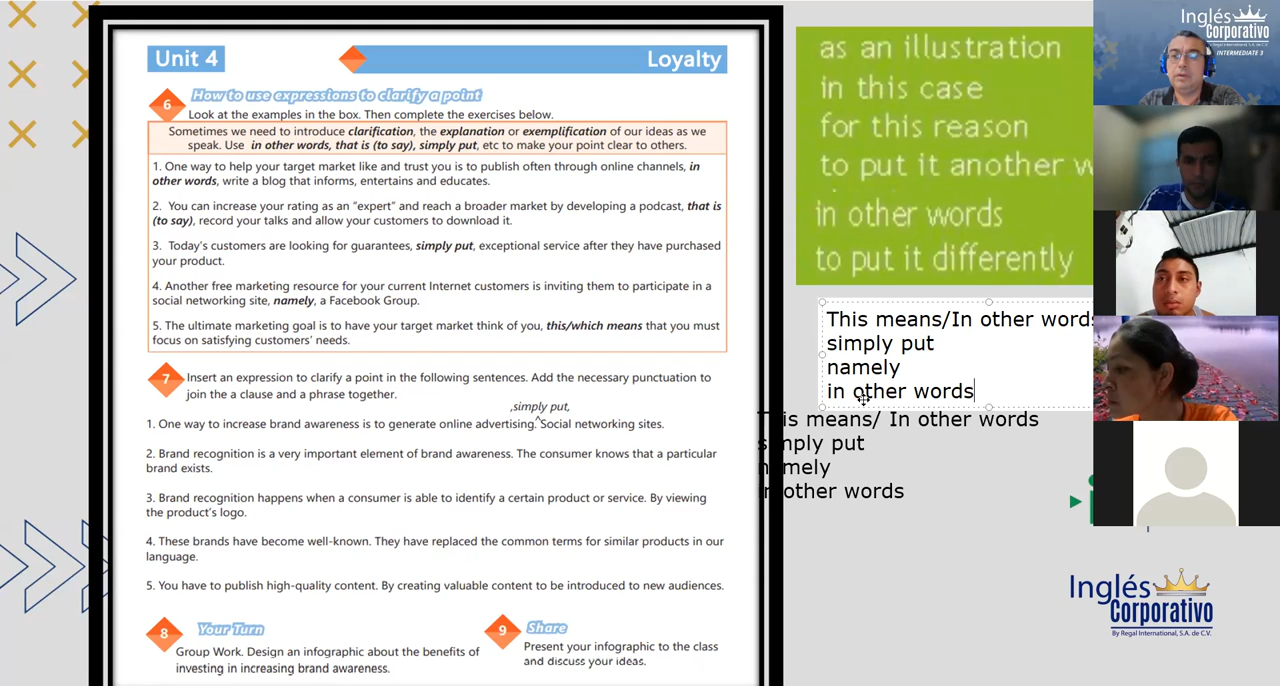 Unit 4
Loyalty
6
How to use expressions to clarify a point
Look at the examples in the box. Then complete the exercises below.
Sometimes we need to introduce clarification, the explanation or exemplification of our ideas as we
speak. Use in other words, that is (to say), simply put, etc to make your point clear to others.
1. One way to help your target market like and trust you is to publish often through online channels, in
other words, write a blog that informs, entertains and educates.
2. You can increase your rating as an “expert” and reach a broader market by developing a podcast, that is
(to say), record your talks and allow your customers to download it.
3. Today’s customers are looking for guarantees, simply put, exceptional service after they have purchased
your product.
4. Another free marketing resource for your current Internet customers is inviting them to participate in a
social networking site, namely, a Facebook Group.
5. The ultimate marketing goal is to have your target market think of you, this/which means that you must
focus on satisfying customers’ needs.
7
Insert an expression to clarify a point in the following sentences. Add the necessary punctuation to
join the a clause and a phrase together.
,simply put,
1. One way to increase brand awareness is to generate online advertising.^Social networking sites.
2. Brand recognition is a very important element of brand awareness. The consumer knows that a particular
brand exists.
3. Brand recognition happens when a consumer is able to identify a certain product or service. By viewing
the product’s logo.
4. These brands have become well-known. They have replaced the common terms for similar products in our
language.
5. You have to publish high-quality content. By creating valuable content to be introduced to new audiences.
8
Your Turn
Group Work. Design an infographic about the benefits of
investing in increasing brand awareness.
9
Share
Present your infographic to the class
and discuss your ideas.
as an illustration
in this case
for this reason
to put it another w
in other words
to put it differently
This means/In other words
simply put
namely
in other words
This means/ In other words
simply put
namely
in other words
Inglés
Corporativo
By Regal International, S.A. de C.V.
INTERMEDIATE 3
Inglés
Corporativo
By Regal International, S.A. de C.V.